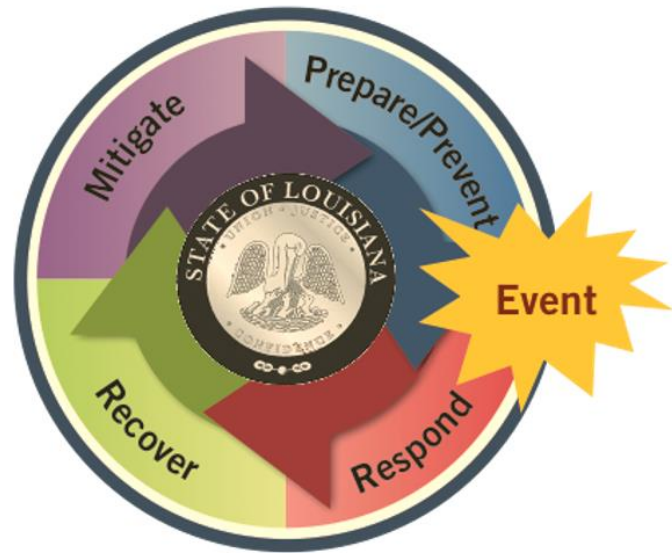 Mitigate
Prepare/Prevent
Event
Respond
Recover
STATE OF LOUISIANA
UNION · JUSTICE
· CONFIDENCE ·